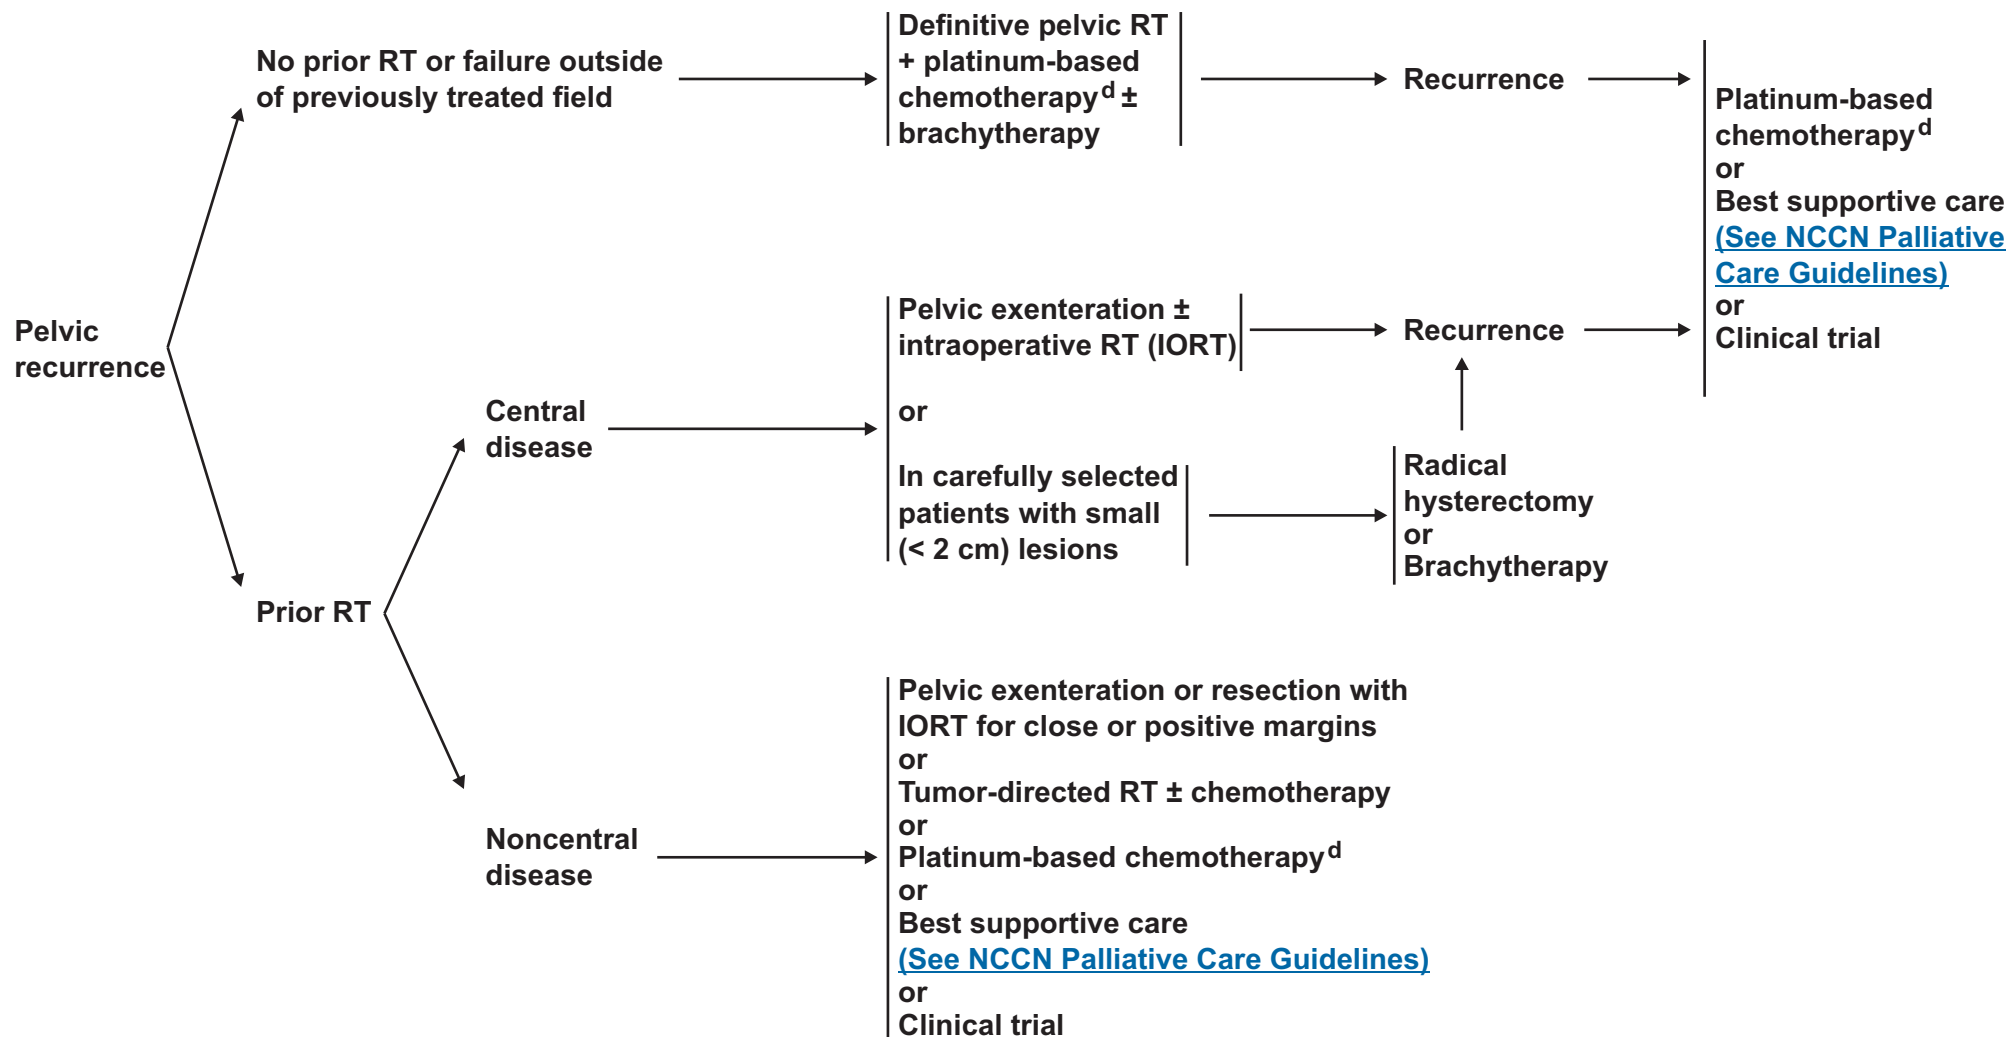 Pelvic
recurrence
No prior RT or failure outside
of previously treated field
Definitive pelvic RT
+ platinum-based
chemotherapy d ±
brachytherapy
Recurrence
Platinum-based
chemotherapy d
or
Best supportive care
(See NCCN Palliative
Care Guidelines)
or
Clinical trial
Prior RT
Central
disease
Pelvic exenteration ±
intraoperative RT (IORT)
or
In carefully selected
patients with small
(< 2 cm) lesions
Recurrence
Radical
hysterectomy
or
Brachytherapy
Noncentral
disease
Pelvic exenteration or resection with
IORT for close or positive margins
or
Tumor-directed RT ± chemotherapy
or
Platinum-based chemotherapy d
or
Best supportive care
(See NCCN Palliative Care Guidelines)
or
Clinical trial